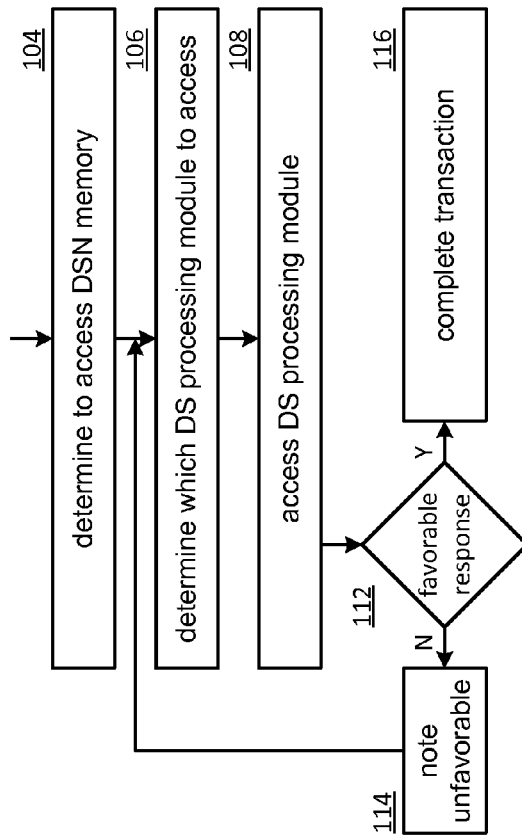 104
determine to access DSN memory
106
determine which DS processing module to access
108
access DS processing module
112
favorable
response
N
Y
114
note
unfavorable
116
complete transaction